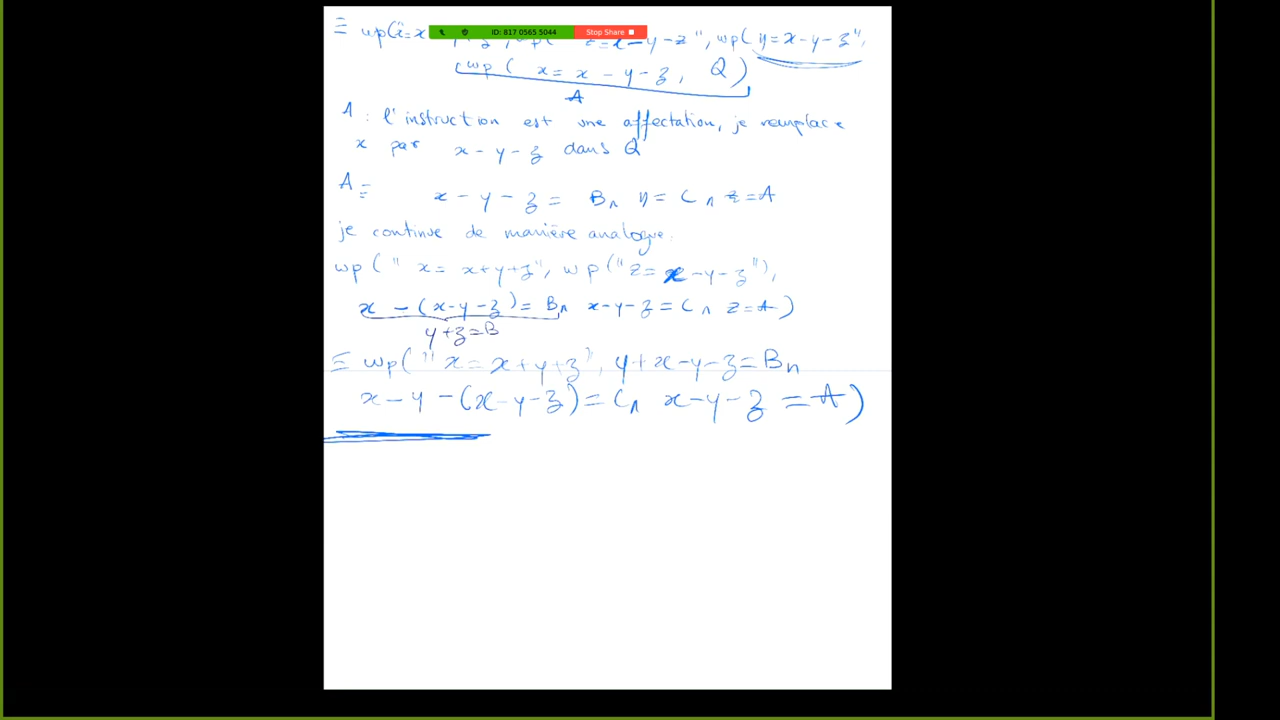 ≡ wp("x=x
ID: 817 0565 5044
Stop Share
z=x-y-z", wp("y=x-y-z",
wp( x= x - y - z, Q)
A
A : l'instruction est une affectation, je remplace
x par x-y-z dans Q
A =
x - y - z = B ∧ y = C ∧ z = A
je continue de manière analogue.
wp(" x= x+y+z", wp("z= x-y-z"),
x - (x-y-z) = B ∧ x-y-z = C ∧ z=A)
y+z=B
≡ wp(" x= x+y+z", y+x-y-z=B ∧
x-y-(x-y-z)= C ∧ x-y-z = A)